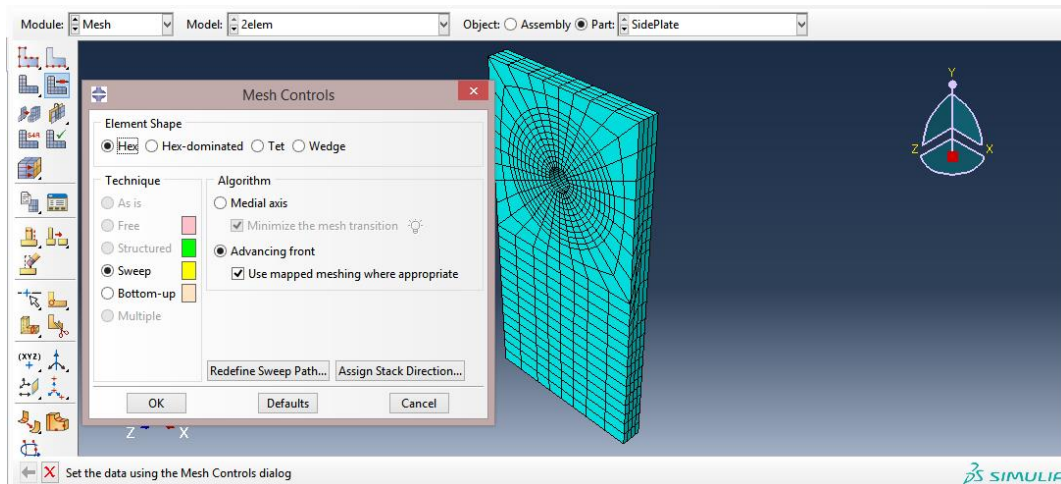 Module: Mesh Model: 2elem Object: Assembly Part: SidePlate
Mesh Controls
Element Shape
Hex Hex-dominated Tet Wedge
Technique
As is
Free
Structured
Sweep
Bottom-up
Multiple
Algorithm
Medial axis
Minimize the mesh transition
Advancing front
Use mapped meshing where appropriate
Redefine Sweep Path... Assign Stack Direction...
OK Defaults Cancel
Y
Z X
Z X
S4R
(XYZ)
Set the data using the Mesh Controls dialog
SIMULIA